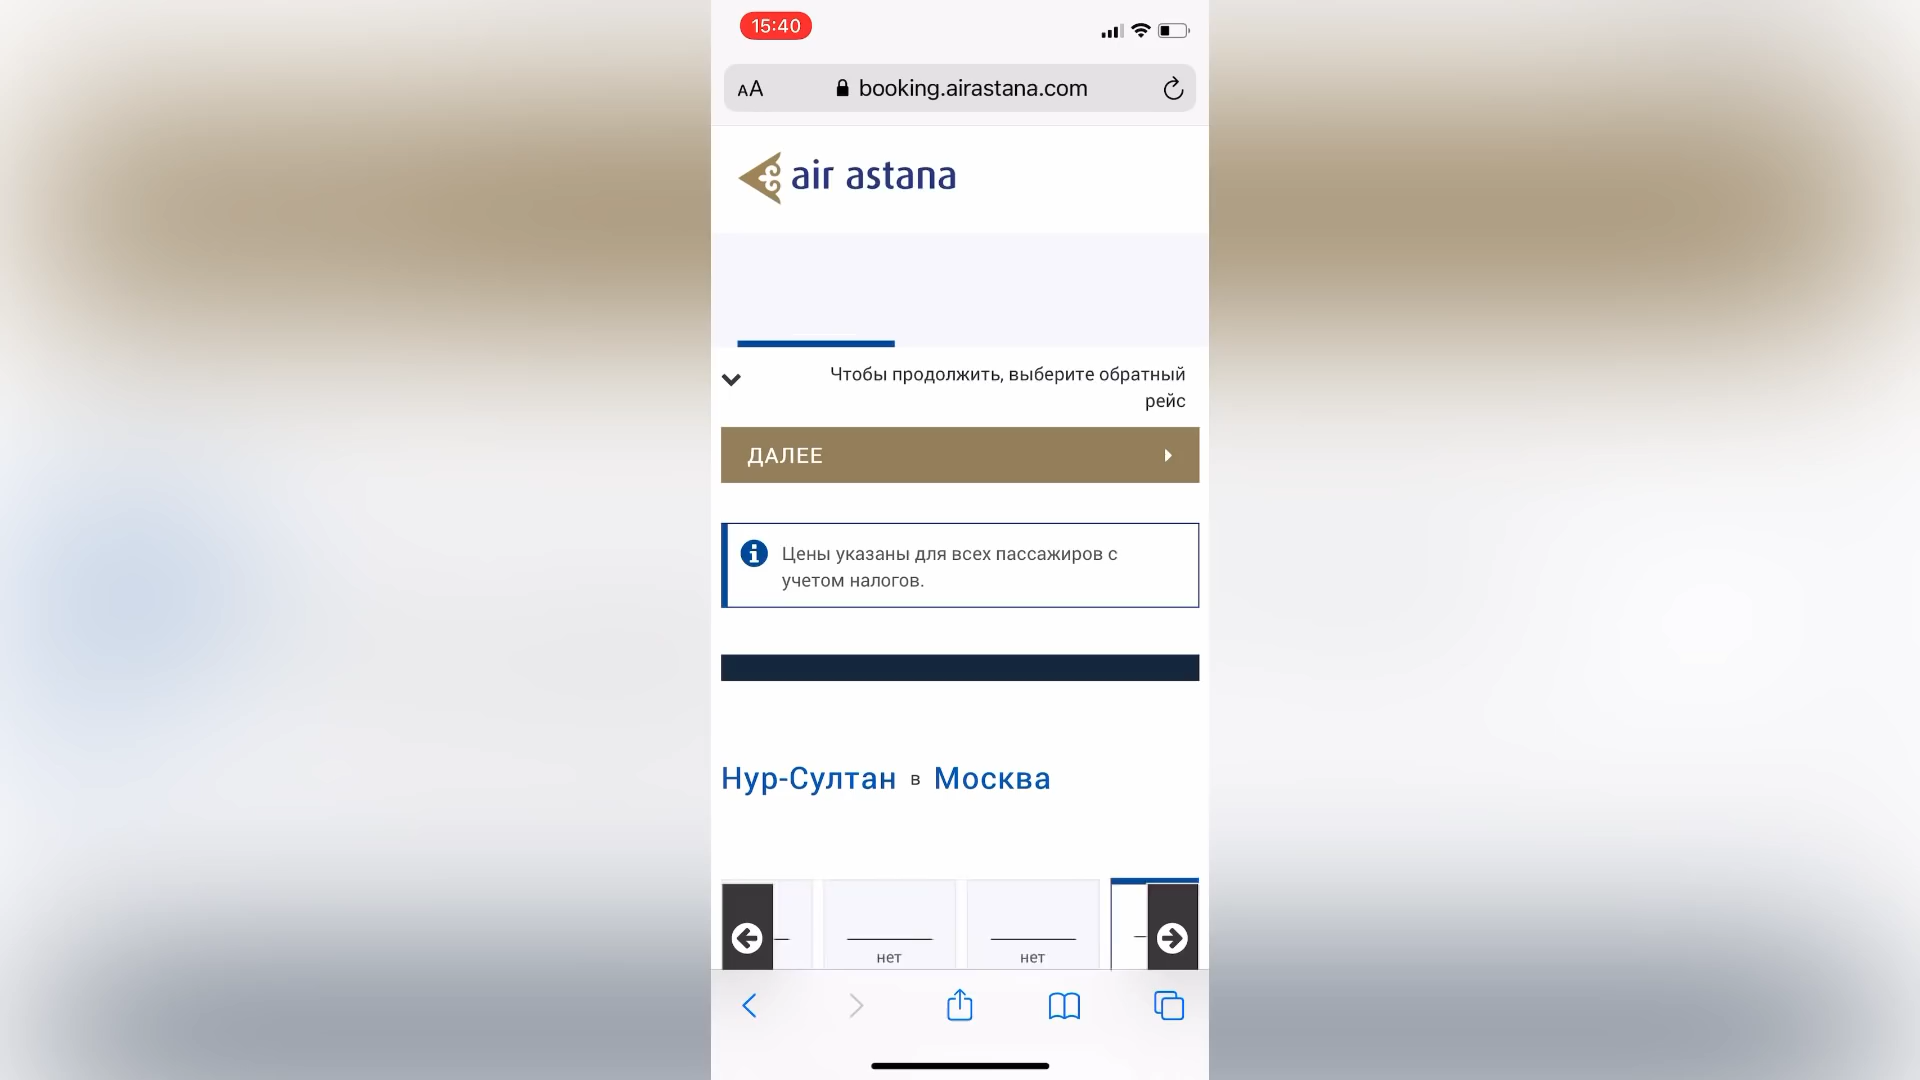 15:40
AA booking.airastana.com
air astana
Чтобы продолжить, выберите обратный
рейс
ДАЛЕЕ
Цены указаны для всех пассажиров с
учетом налогов.
Нур-Султан в Москва
нет нет